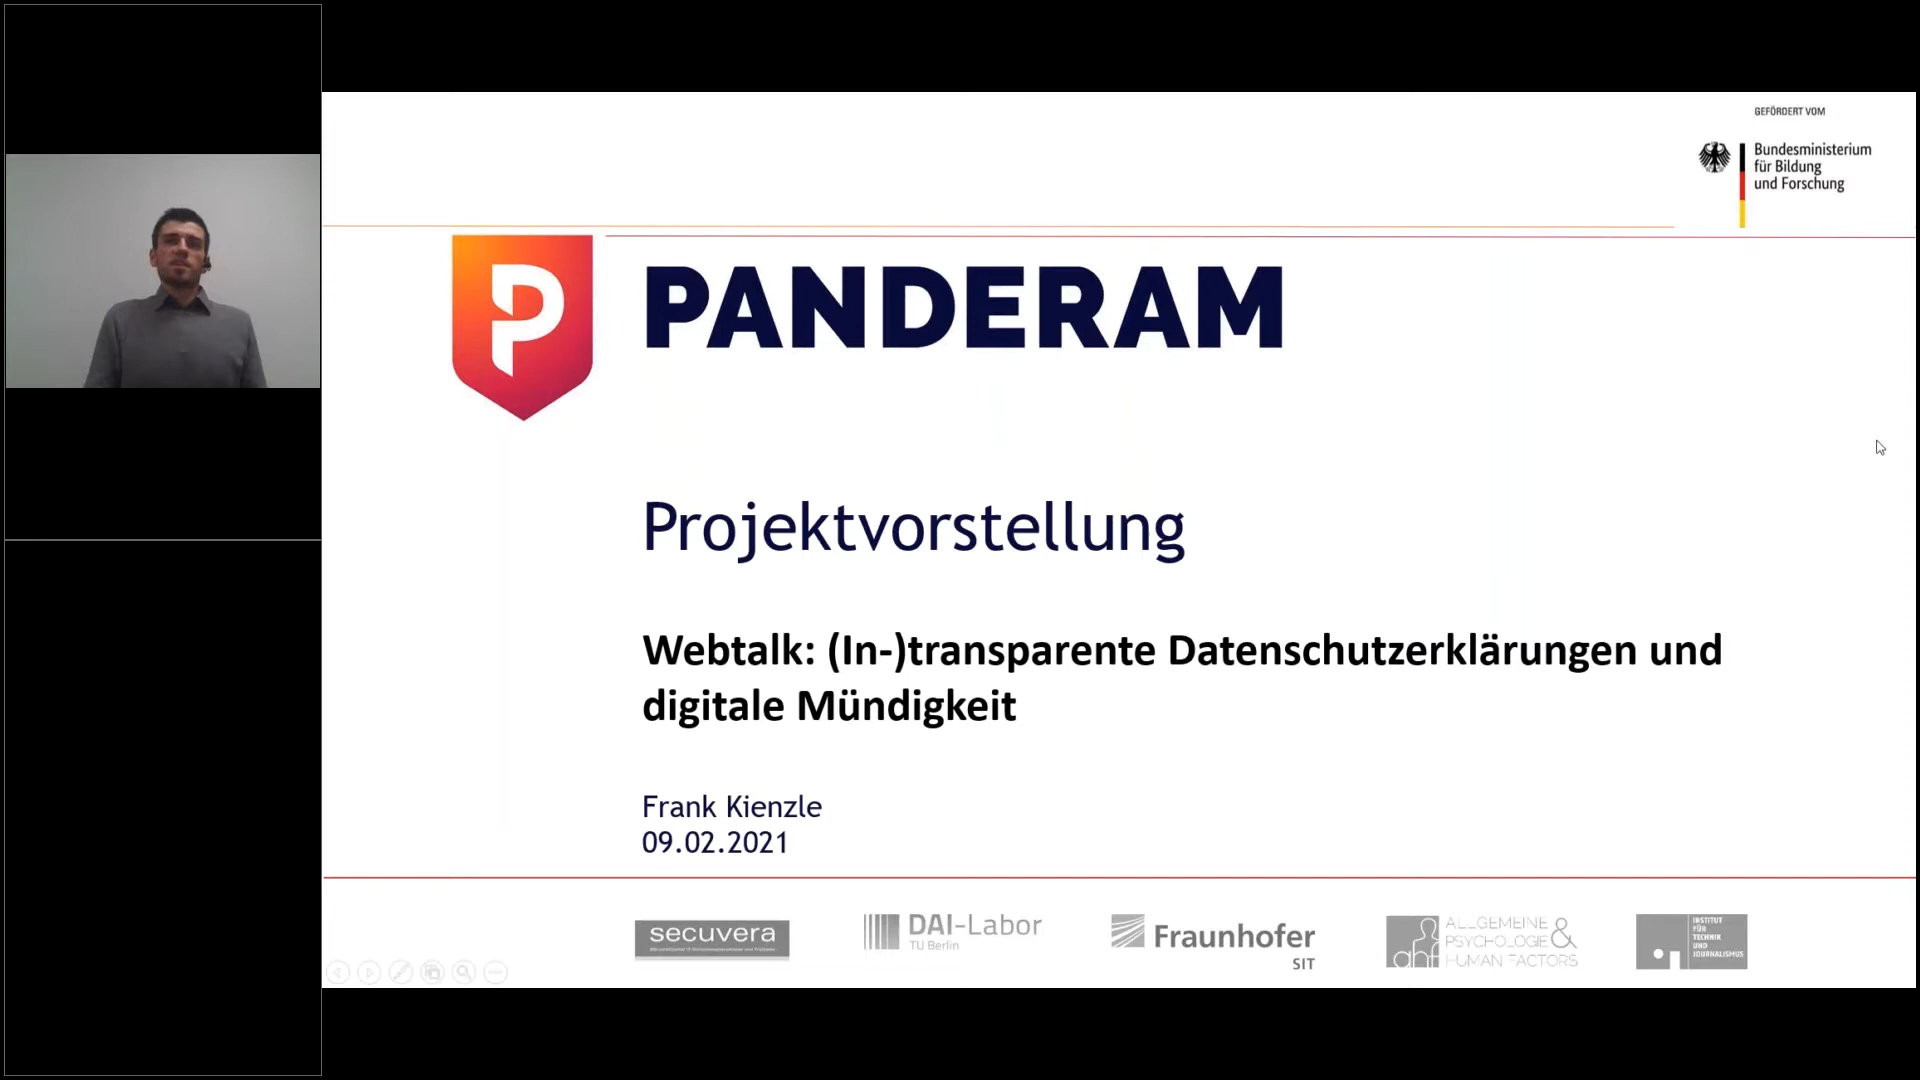 GEFÖRDERT VOM
Bundesministerium
für Bildung
und Forschung
PANDERAM
Projektvorstellung
Webtalk: (In-)transparente Datenschutzerklärungen und
digitale Mündigkeit
Frank Kienzle
09.02.2021
secuvera
DAI-Labor
TU Berlin
Fraunhofer
SIT
ahf
ALLGEMEINE &
PSYCHOLOGIE
HUMAN FACTORS
INSTITUT
FÜR
TECHNIK
UND
JOURNALISMUS